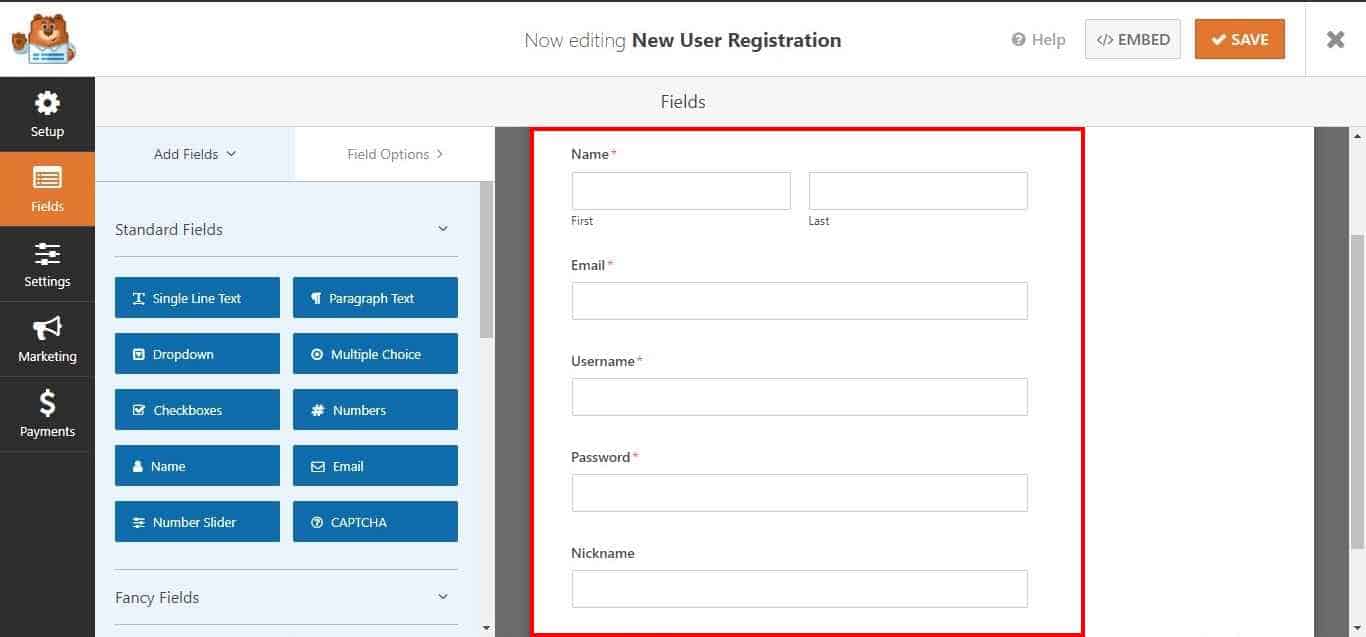 Now editing New User Registration
Help
</> EMBED
SAVE
Setup
Fields
Settings
Marketing
Payments
Fields
Add Fields
Field Options
Standard Fields
Single Line Text
Paragraph Text
Dropdown
Multiple Choice
Checkboxes
Numbers
Name
Email
Number Slider
CAPTCHA
Fancy Fields
Name*
First
Last
Email*
Username*
Password*
Nickname